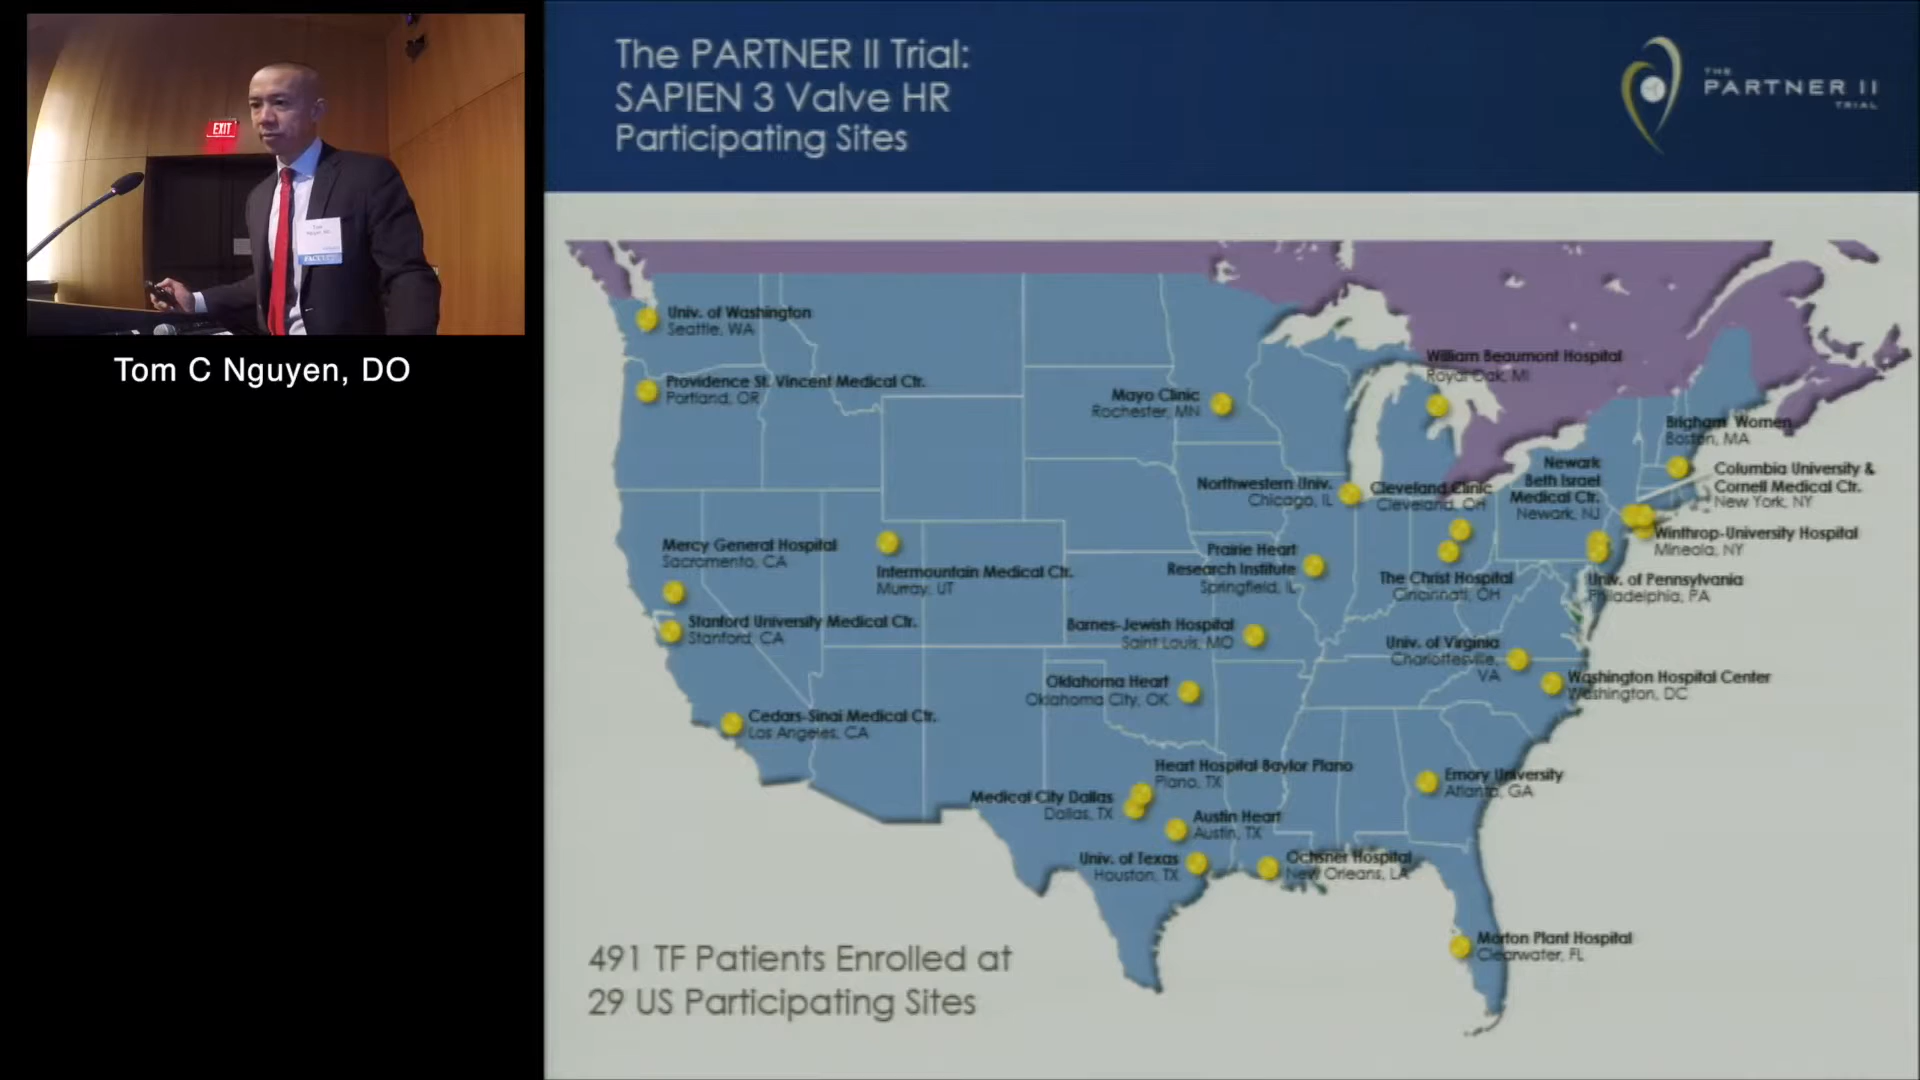 EXIT
Tom
FACULTY
Tom C Nguyen, DO
The PARTNER II Trial:
SAPIEN 3 Valve HR
Participating Sites
THE
PARTNER II
TRIAL
Univ. of Washington
Seattle, WA
Providence St. Vincent Medical Ctr.
Portland, OR
Mayo Clinic
Rochester, MN
William Beaumont Hospital
Royal Oak, MI
Brigham Women
Boston, MA
Northwestern Univ.
Chicago, IL
Cleveland Clinic
Cleveland, OH
Newark
Beth Israel
Medical Ctr.
Newark, NJ
Columbia University &
Cornell Medical Ctr.
New York, NY
Winthrop-University Hospital
Mineola, NY
Mercy General Hospital
Sacramento, CA
Intermountain Medical Ctr.
Murray, UT
Prairie Heart
Research Institute
Springfield, IL
The Christ Hospital
Cincinnati, OH
Univ. of Pennsylvania
Philadelphia, PA
Stanford University Medical Ctr.
Stanford, CA
Barnes-Jewish Hospital
Saint Louis, MO
Univ. of Virginia
Charlottesville,
VA
Washington Hospital Center
Washington, DC
Oklahoma Heart
Oklahoma City, OK
Cedars-Sinai Medical Ctr.
Los Angeles, CA
Heart Hospital Baylor Plano
Plano, TX
Medical City Dallas
Dallas, TX
Emory University
Atlanta, GA
Austin Heart
Austin, TX
Univ. of Texas
Houston, TX
Ochsner Hospital
New Orleans, LA
Morton Plant Hospital
Clearwater, FL
491 TF Patients Enrolled at
29 US Participating Sites